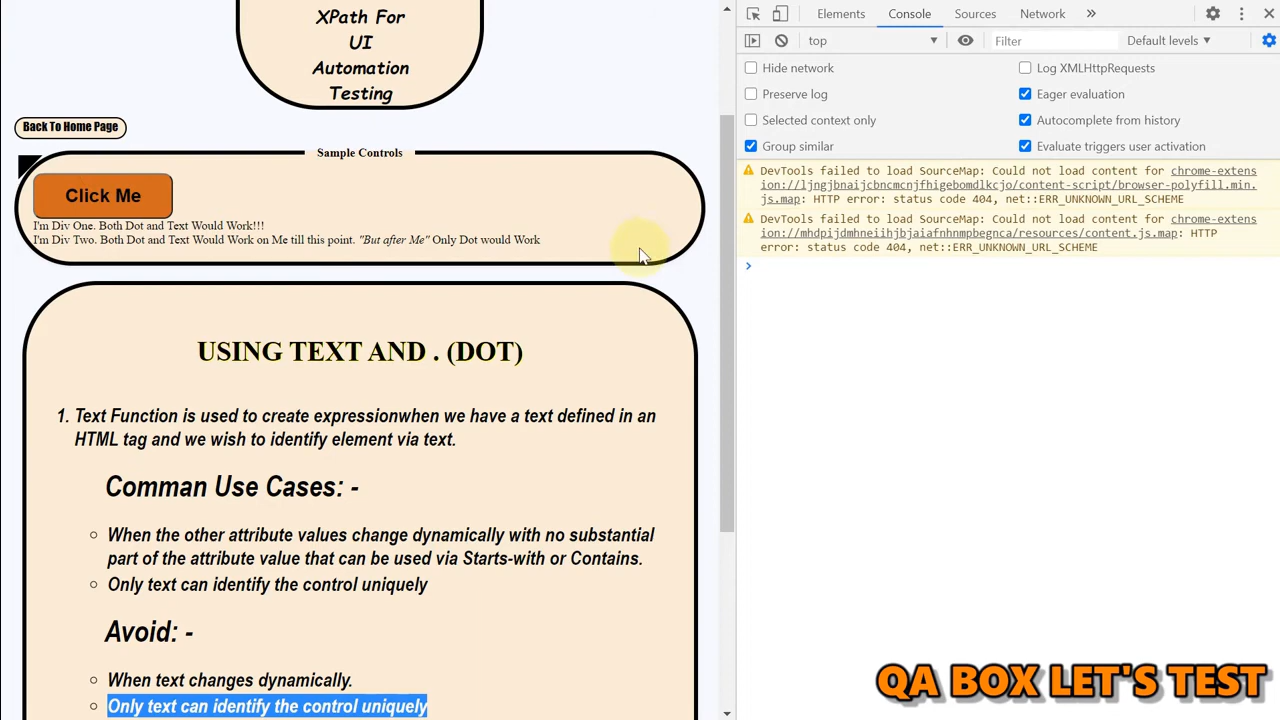 XPath For
UI
Automation
Testing
Back To Home Page
Sample Controls
Click Me
I'm Div One. Both Dot and Text Would Work!!!
I'm Div Two. Both Dot and Text Would Work on Me till this point. "But after Me" Only Dot would Work
USING TEXT AND . (DOT)
1. Text Function is used to create expressionwhen we have a text defined in an
HTML tag and we wish to identify element via text.
Comman Use Cases: -
When the other attribute values change dynamically with no substantial
part of the attribute value that can be used via Starts-with or Contains.
Only text can identify the control uniquely
Avoid: -
When text changes dynamically.
Only text can identify the control uniquely
Elements Console Sources Network
top Filter Default levels
Hide network Log XMLHttpRequests
Preserve log Eager evaluation
Selected context only Autocomplete from history
Group similar Evaluate triggers user activation
DevTools failed to load SourceMap: Could not load content for chrome-extens
ion://ljngjbnaijcbncmcnjfhigebomdlkcjo/content-script/browser-polyfill.min.
js.map: HTTP error: status code 404, net::ERR_UNKNOWN_URL_SCHEME
DevTools failed to load SourceMap: Could not load content for chrome-extens
ion://mhdpijdmhneiihjbjaiafnhnmpbegnca/resources/content.js.map: HTTP
error: status code 404, net::ERR_UNKNOWN_URL_SCHEME
QA BOX LET'S TEST